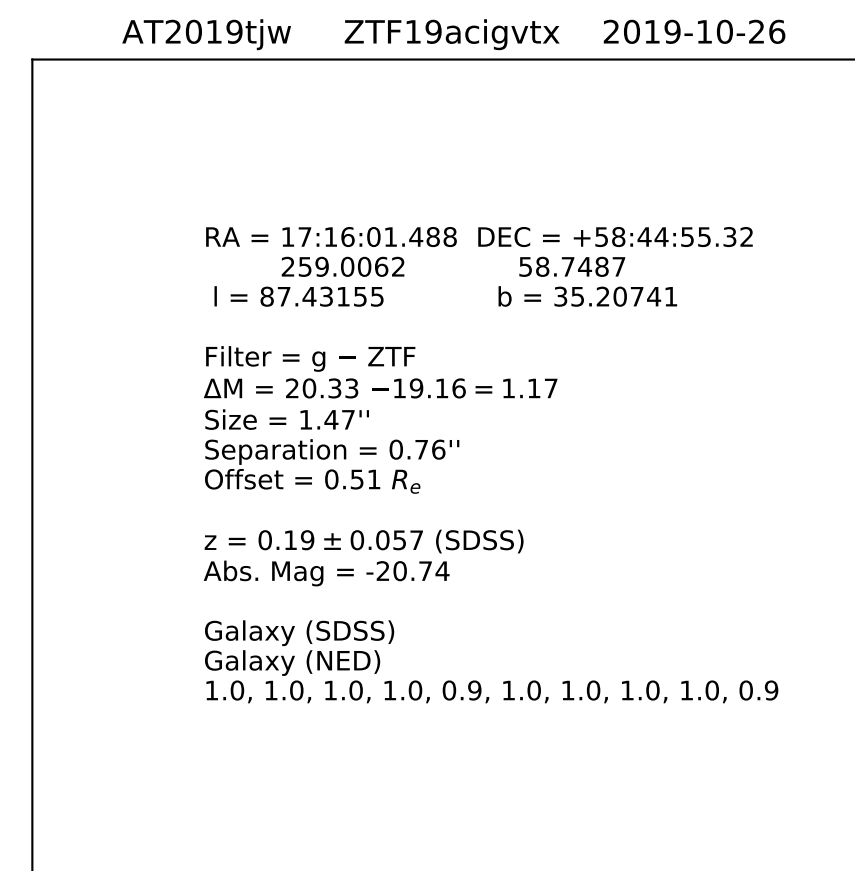 AT2019tjw ZTF19acigvtx 2019-10-26
RA = 17:16:01.488 DEC = +58:44:55.32
259.0062 58.7487
l = 87.43155 b = 35.20741
Filter = g − ZTF
ΔM = 20.33 −19.16 = 1.17
Size = 1.47''
Separation = 0.76''
Offset = 0.51 Re
z = 0.19 ± 0.057 (SDSS)
Abs. Mag = -20.74
Galaxy (SDSS)
Galaxy (NED)
1.0, 1.0, 1.0, 1.0, 0.9, 1.0, 1.0, 1.0, 1.0, 0.9